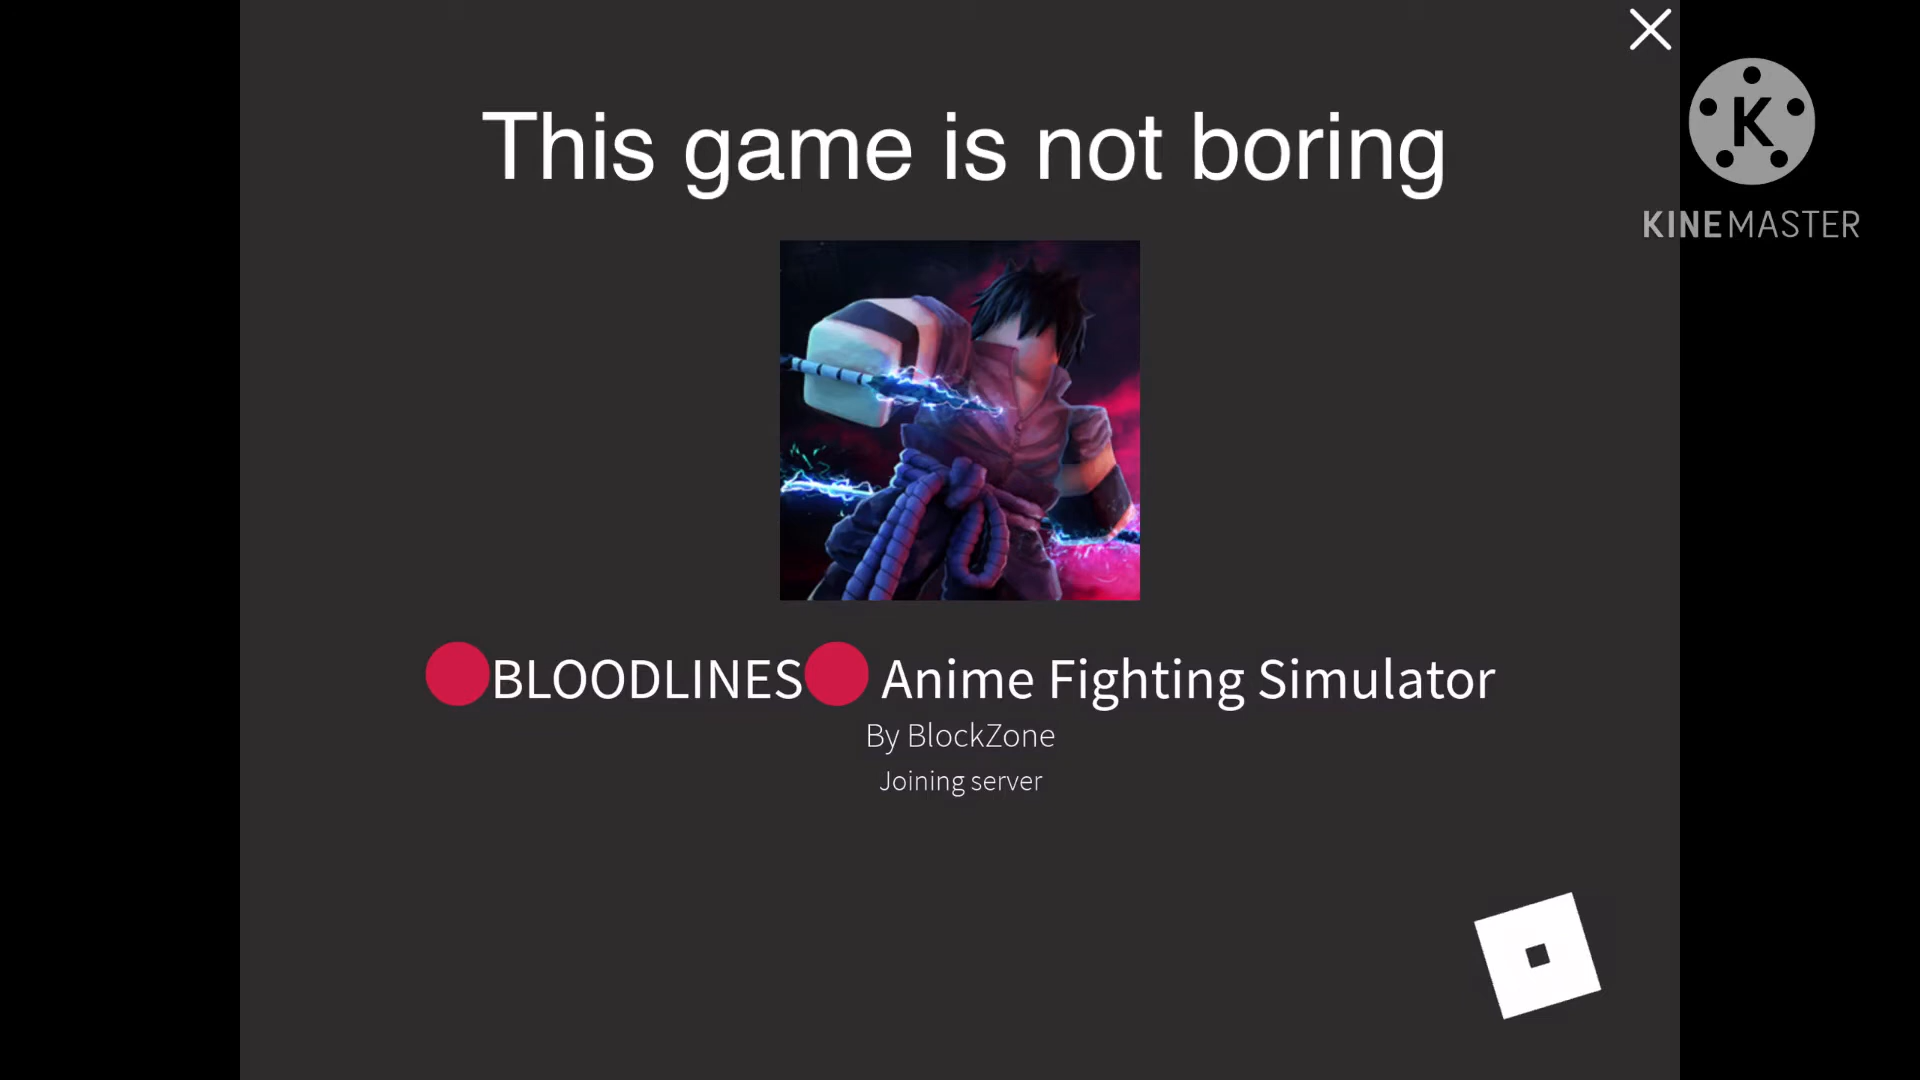 This game is not boring
K
KINEMASTER
🔴BLOODLINES🔴 Anime Fighting Simulator
By BlockZone
Joining server